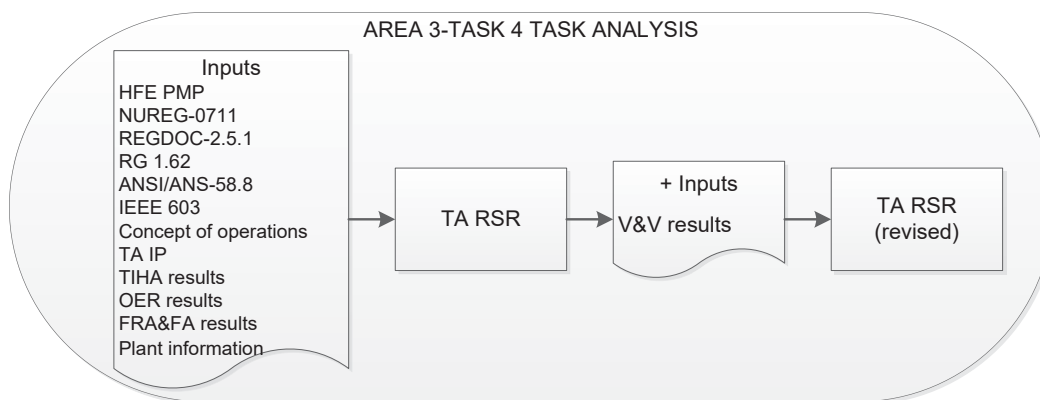 AREA 3-TASK 4 TASK ANALYSIS
Inputs
HFE PMP
NUREG-0711
REGDOC-2.5.1
RG 1.62
ANSI/ANS-58.8
IEEE 603
Concept of operations
TA IP
TIHA results
OER results
FRA&FA results
Plant information
TA RSR
+ Inputs
V&V results
TA RSR
(revised)